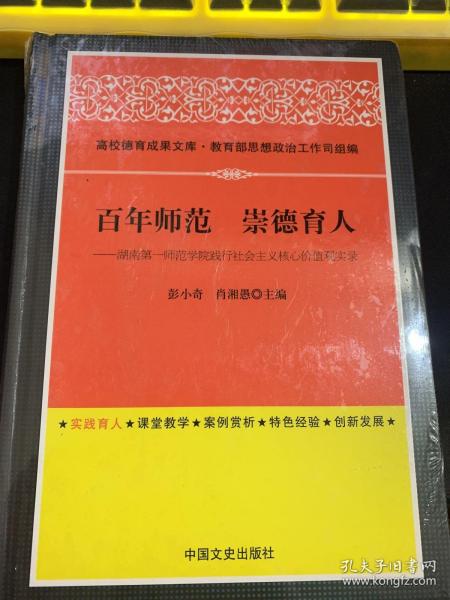 高校德育成果文库·教育部思想政治工作司组编
百年师范 崇德育人
——湖南第一师范学院践行社会主义核心价值观实录
彭小奇 肖湘愚◎主编
★实践育人★课堂教学★案例赏析★特色经验★创新发展★
中国文史出版社
孔夫子旧书网
www.kongfz.com